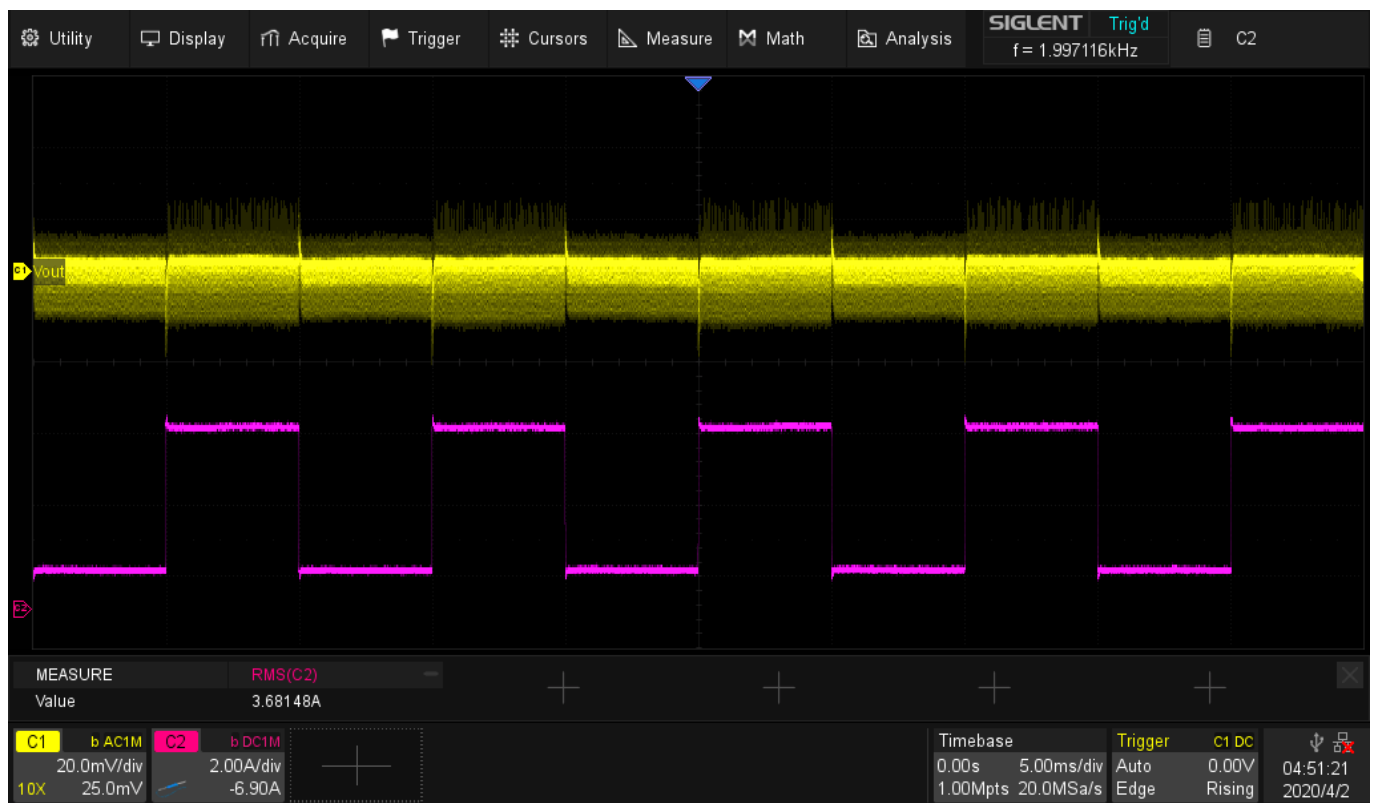 Utility Display Acquire Trigger Cursors Measure Math Analysis SIGLENT Trig'd C2
f = 1.997116kHz
C1 Vout
C2
MEASURE RMS(C2)
Value 3.68148A
C1 b AC1M C2 b DC1M Timebase Trigger C1 DC
20.0mV/div 2.00A/div 0.00s 5.00ms/div Auto 0.00V 04:51:21
10X 25.0mV -6.90A 1.00Mpts 20.0MSa/s Edge Rising 2020/4/2